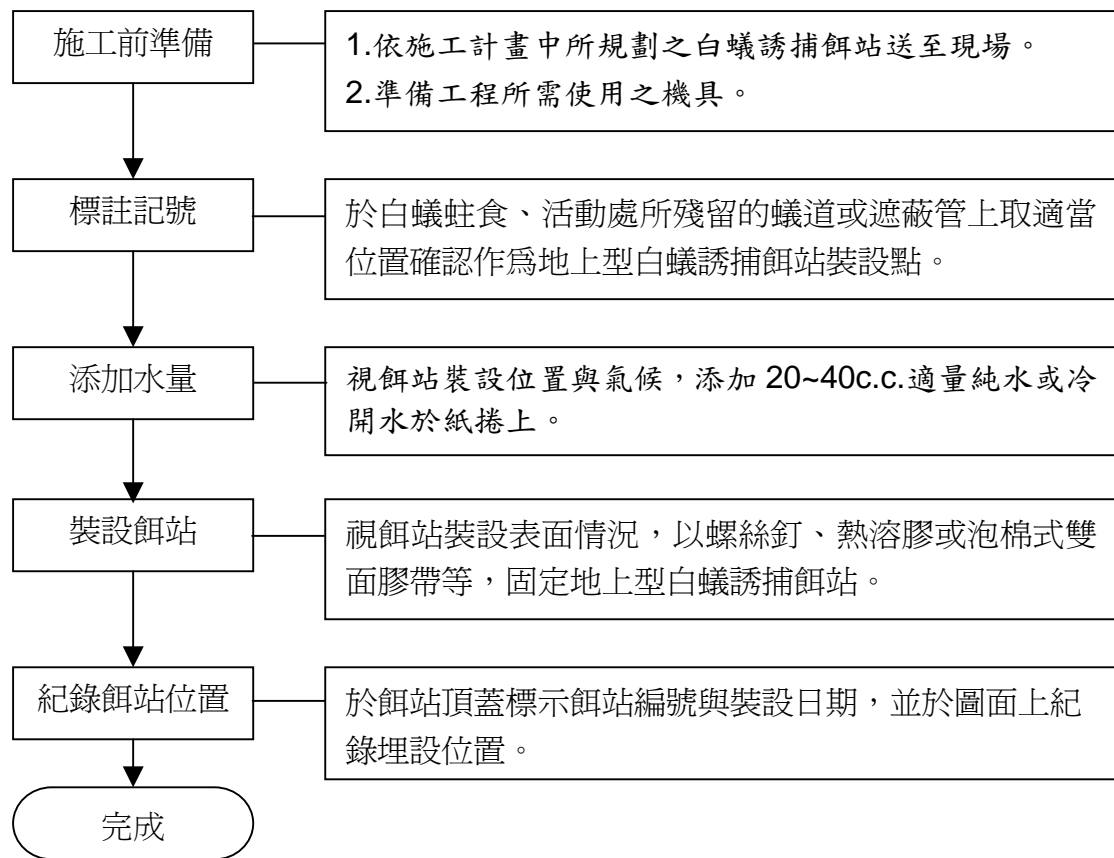 施工前準備
1.依施工計畫中所規劃之白蟻誘捕餌站送至現場。
2.準備工程所需使用之機具。
標註記號
於白蟻蛀食、活動處所殘留的蟻道或遮蔽管上取適當
位置確認作爲地上型白蟻誘捕餌站裝設點。
添加水量
視餌站裝設位置與氣候，添加 20~40c.c.適量純水或冷
開水於紙捲上。
裝設餌站
視餌站裝設表面情況，以螺絲釘、熱溶膠或泡棉式雙
面膠帶等，固定地上型白蟻誘捕餌站。
紀錄餌站位置
於餌站頂蓋標示餌站編號與裝設日期，並於圖面上紀
錄埋設位置。
完成